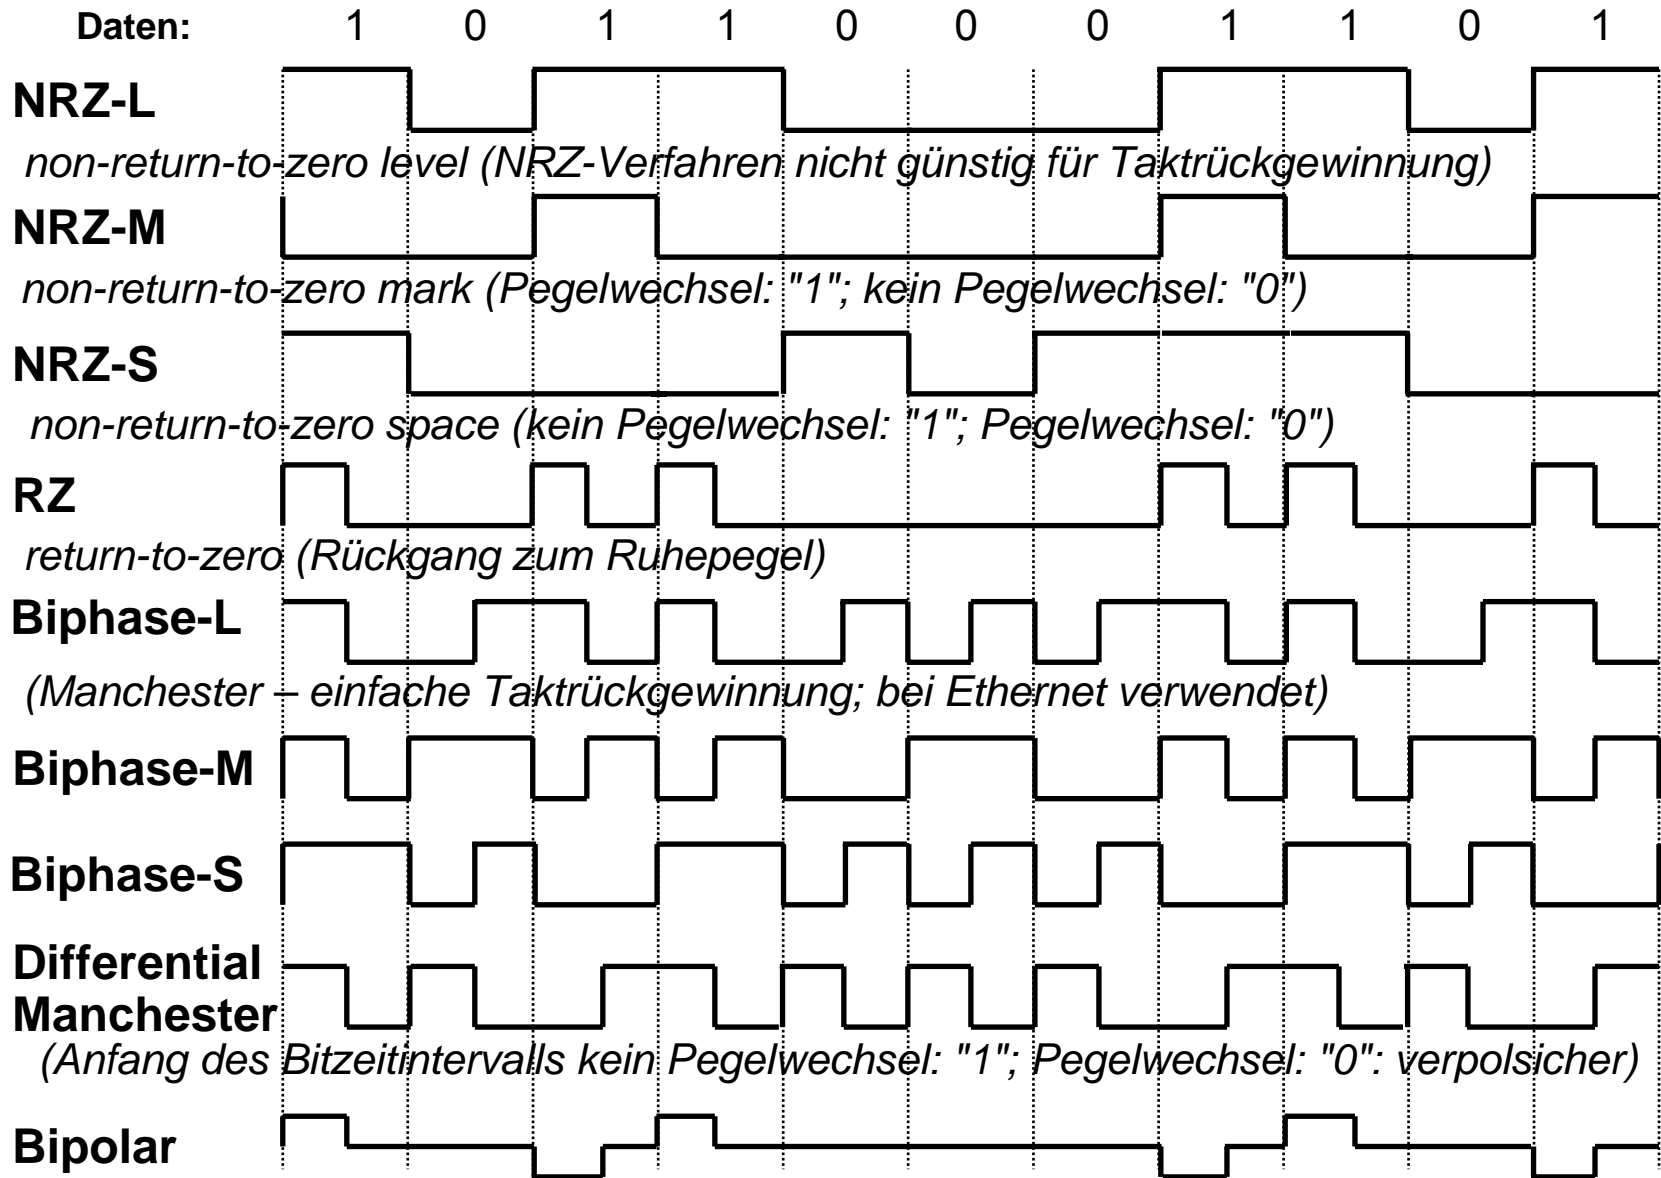 Daten: 1 0 1 1 0 0 0 1 1 0 1
NRZ-L
non-return-to-zero level (NRZ-Verfahren nicht günstig für Taktrückgewinnung)
NRZ-M
non-return-to-zero mark (Pegelwechsel: "1"; kein Pegelwechsel: "0")
NRZ-S
non-return-to-zero space (kein Pegelwechsel: "1"; Pegelwechsel: "0")
RZ
return-to-zero (Rückgang zum Ruhepegel)
Biphase-L
(Manchester – einfache Taktrückgewinnung; bei Ethernet verwendet)
Biphase-M
Biphase-S
Differential
Manchester
(Anfang des Bitzeitintervalls kein Pegelwechsel: "1"; Pegelwechsel: "0": verpolsicher)
Bipolar